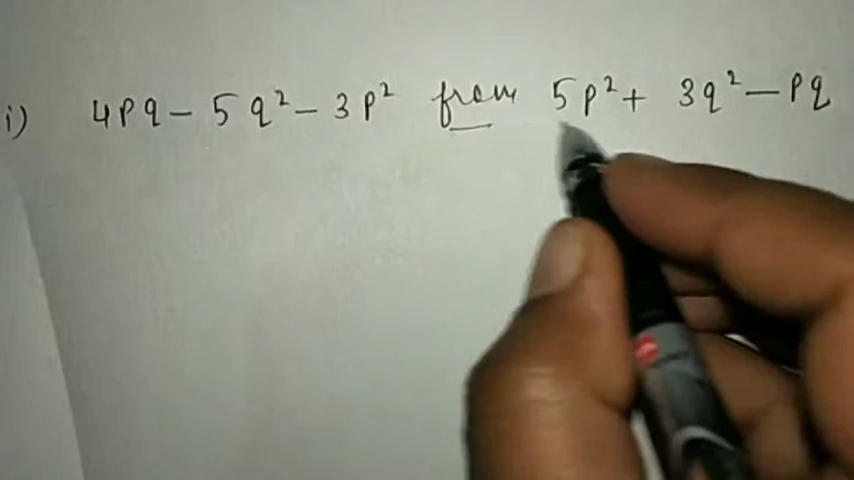 i) 4pq - 5q² - 3p² from 5p² + 3q² - pq